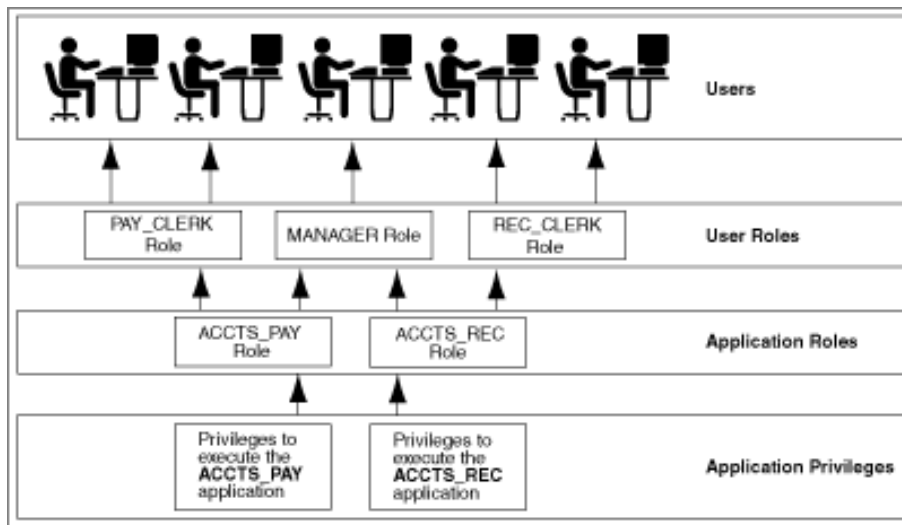 Users
PAY_CLERK
Role
MANAGER Role
REC_CLERK
Role
User Roles
ACCTS_PAY
Role
ACCTS_REC
Role
Application Roles
Privileges to
execute the
ACCTS_PAY
application
Privileges to
execute the
ACCTS_REC
application
Application Privileges